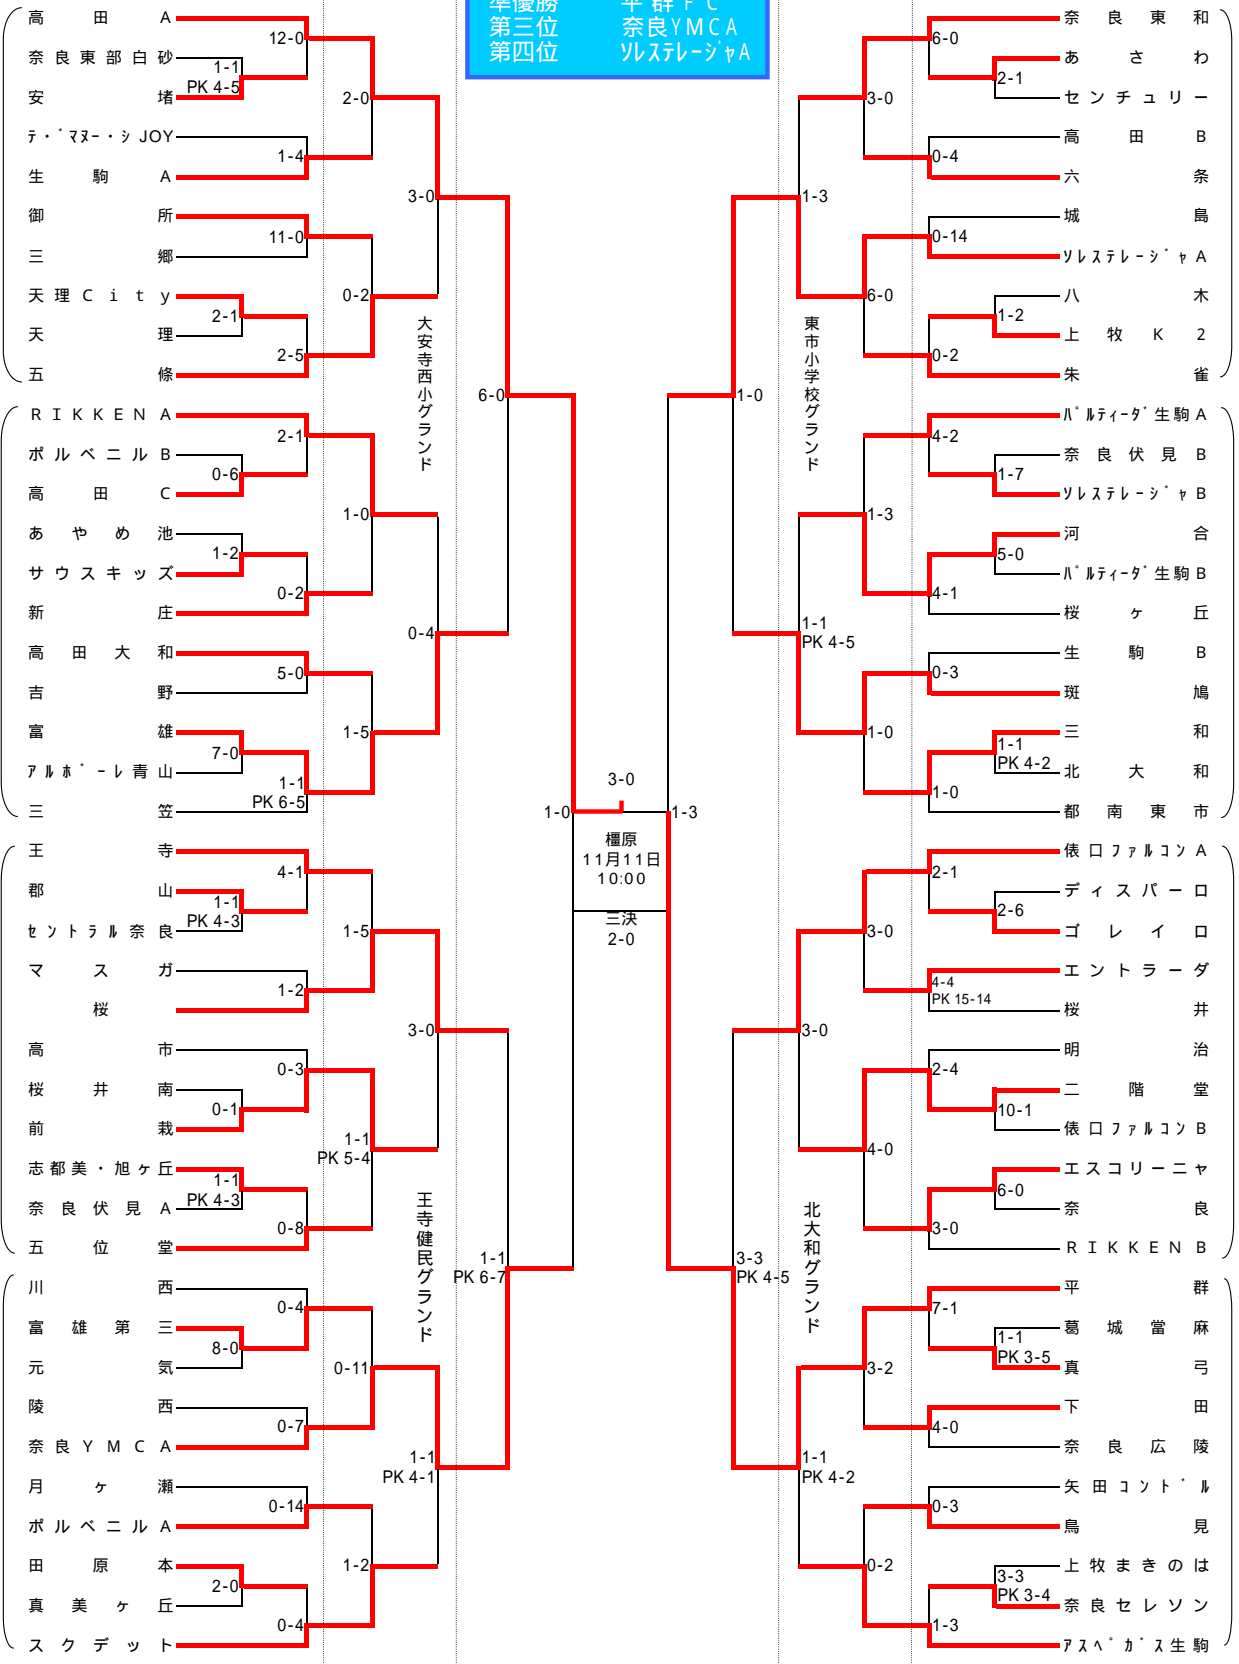 準優勝 平群FC
第三位 奈良YMCA
第四位 ソレステレージャA
高田A
12-0
奈良東部白砂
1-1
PK 4-5
安堵
2-0
デ・マヌー・シ JOY
1-4
生駒A
3-0
御所
11-0
三郷
0-2
天理City
2-1
天理
2-5
五條
大安寺西小グランド
6-0
RIKKEN A
2-1
ポルベニルB
0-6
高田C
1-0
あやめ池
1-2
サウスキッズ
0-2
新庄
0-4
高田大和
5-0
吉野
1-5
富雄
7-0
アルボーレ青山
1-1
PK 6-5
三笠
1-0
王寺
4-1
郡山
1-1
PK 4-3
セントラル奈良
1-5
マスガ
1-2
桜
3-0
高市
0-3
桜井南
0-1
前栽
1-1
PK 5-4
志都美・旭ヶ丘
1-1
PK 4-3
奈良伏見A
0-8
五位堂
王寺健民グランド
1-1
PK 6-7
川西
0-4
富雄第三
8-0
元気
0-11
陵西
0-7
奈良YMCA
1-1
PK 4-1
月ヶ瀬
0-14
ポルベニルA
1-2
田原本
2-0
真美ヶ丘
0-4
スクデット
3-0
橿原
11月11日
10:00
三決
2-0
奈良東和
6-0
あさわ
2-1
センチュリー
3-0
高田B
0-4
六条
1-3
城島
0-14
ソレステレージャA
6-0
八木
1-2
上牧K2
0-2
朱雀
東市小学校グランド
1-0
パルティーダ生駒A
4-2
奈良伏見B
1-7
ソレステレージャB
1-3
河合
5-0
パルティーダ生駒B
4-1
桜ヶ丘
1-1
PK 4-5
生駒B
0-3
斑鳩
1-0
三和
1-1
PK 4-2
北大和
1-0
都南東市
1-3
俵口ファルコンA
2-1
ディスパーロ
2-6
ゴレイロ
3-0
エントラーダ
4-4
PK 15-14
桜井
3-0
明治
2-4
二階堂
10-1
俵口ファルコンB
4-0
エスコリーニャ
6-0
奈良
3-0
RIKKEN B
北大和グランド
3-3
PK 4-5
平群
7-1
葛城當麻
1-1
PK 3-5
真弓
3-2
下田
4-0
奈良広陵
1-1
PK 4-2
矢田コンドル
0-3
鳥見
0-2
上牧まきのは
3-3
PK 3-4
奈良セレソン
1-3
アスペガス生駒